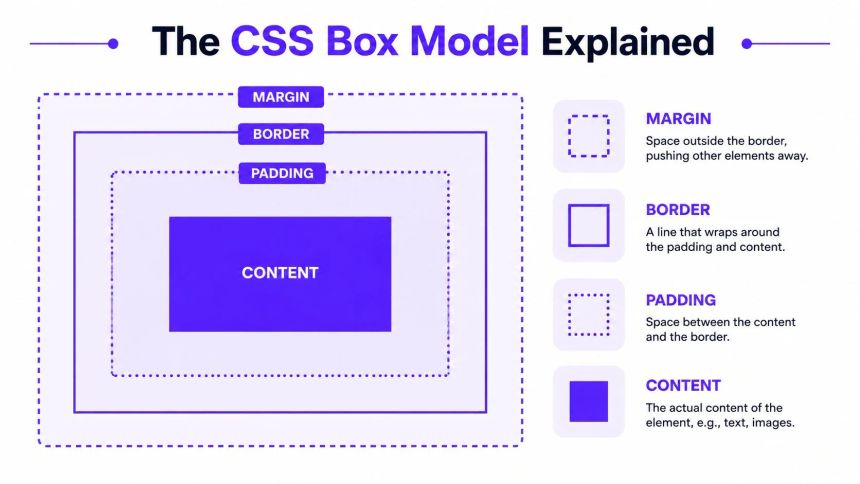 The CSS Box Model Explained
MARGIN
BORDER
PADDING
CONTENT
MARGIN
Space outside the border,
pushing other elements away.
BORDER
A line that wraps around
the padding and content.
PADDING
Space between the content
and the border.
CONTENT
The actual content of the
element, e.g., text, images.